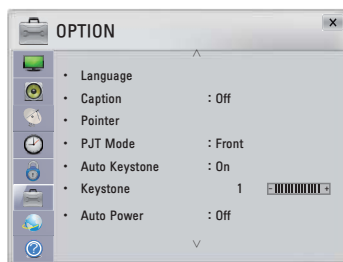 OPTION
x
• Language
• Caption : Off
• Pointer
• PJT Mode : Front
• Auto Keystone : On
• Keystone 1 - +
• Auto Power : Off
?